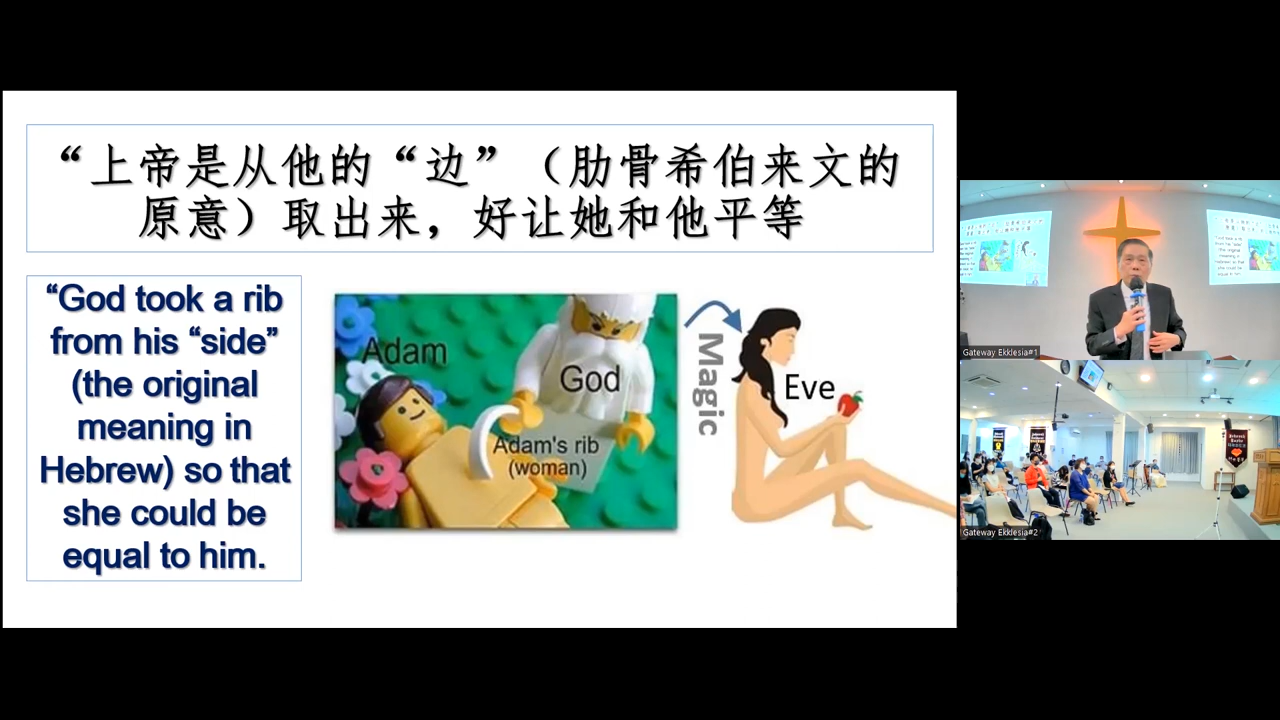 “上帝是从他的“边”（肋骨希伯来文的
原意）取出来，好让她和他平等
“God took a rib
from his “side”
(the original
meaning in
Hebrew) so that
she could be
equal to him.
Adam
God
Adam's rib
(woman)
Magic
Eve
Gateway Ekklesia#1
Gateway Ekklesia#2